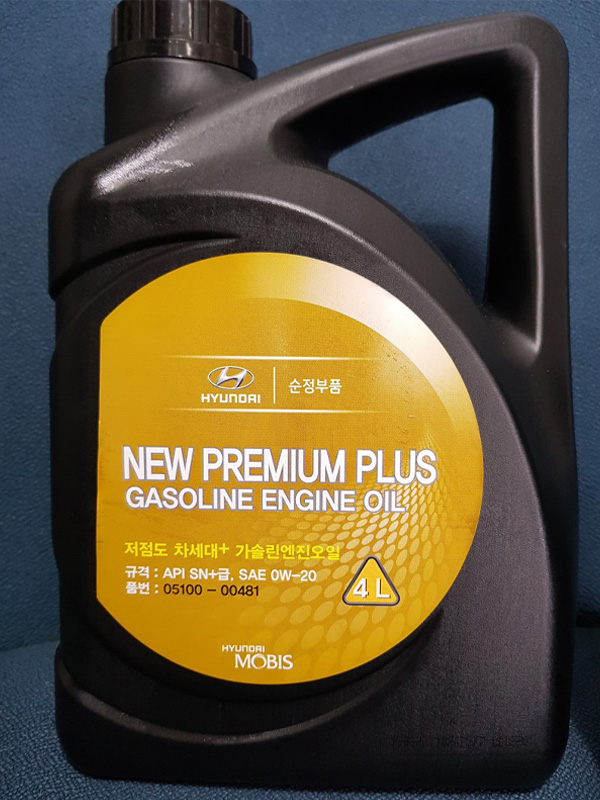 HYUNDAI
순정부품
NEW PREMIUM PLUS
GASOLINE ENGINE OIL
저점도 차세대+ 가솔린엔진오일
규격 : API SN+급, SAE 0W-20
품번 : 05100 - 00481
4 L
HYUNDAI
MOBIS